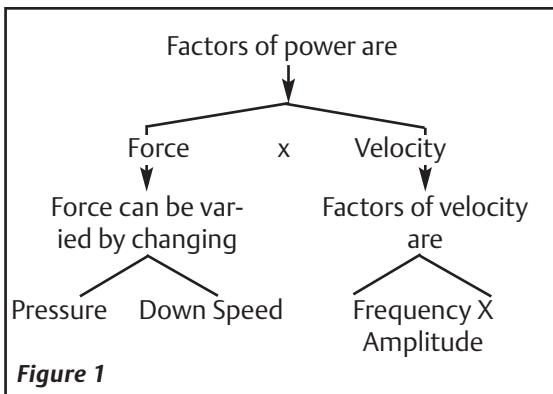 Factors of power are
Force x Velocity
Force can be var-
ied by changing
Factors of velocity
are
Pressure Down Speed
Frequency X
Amplitude
Figure 1